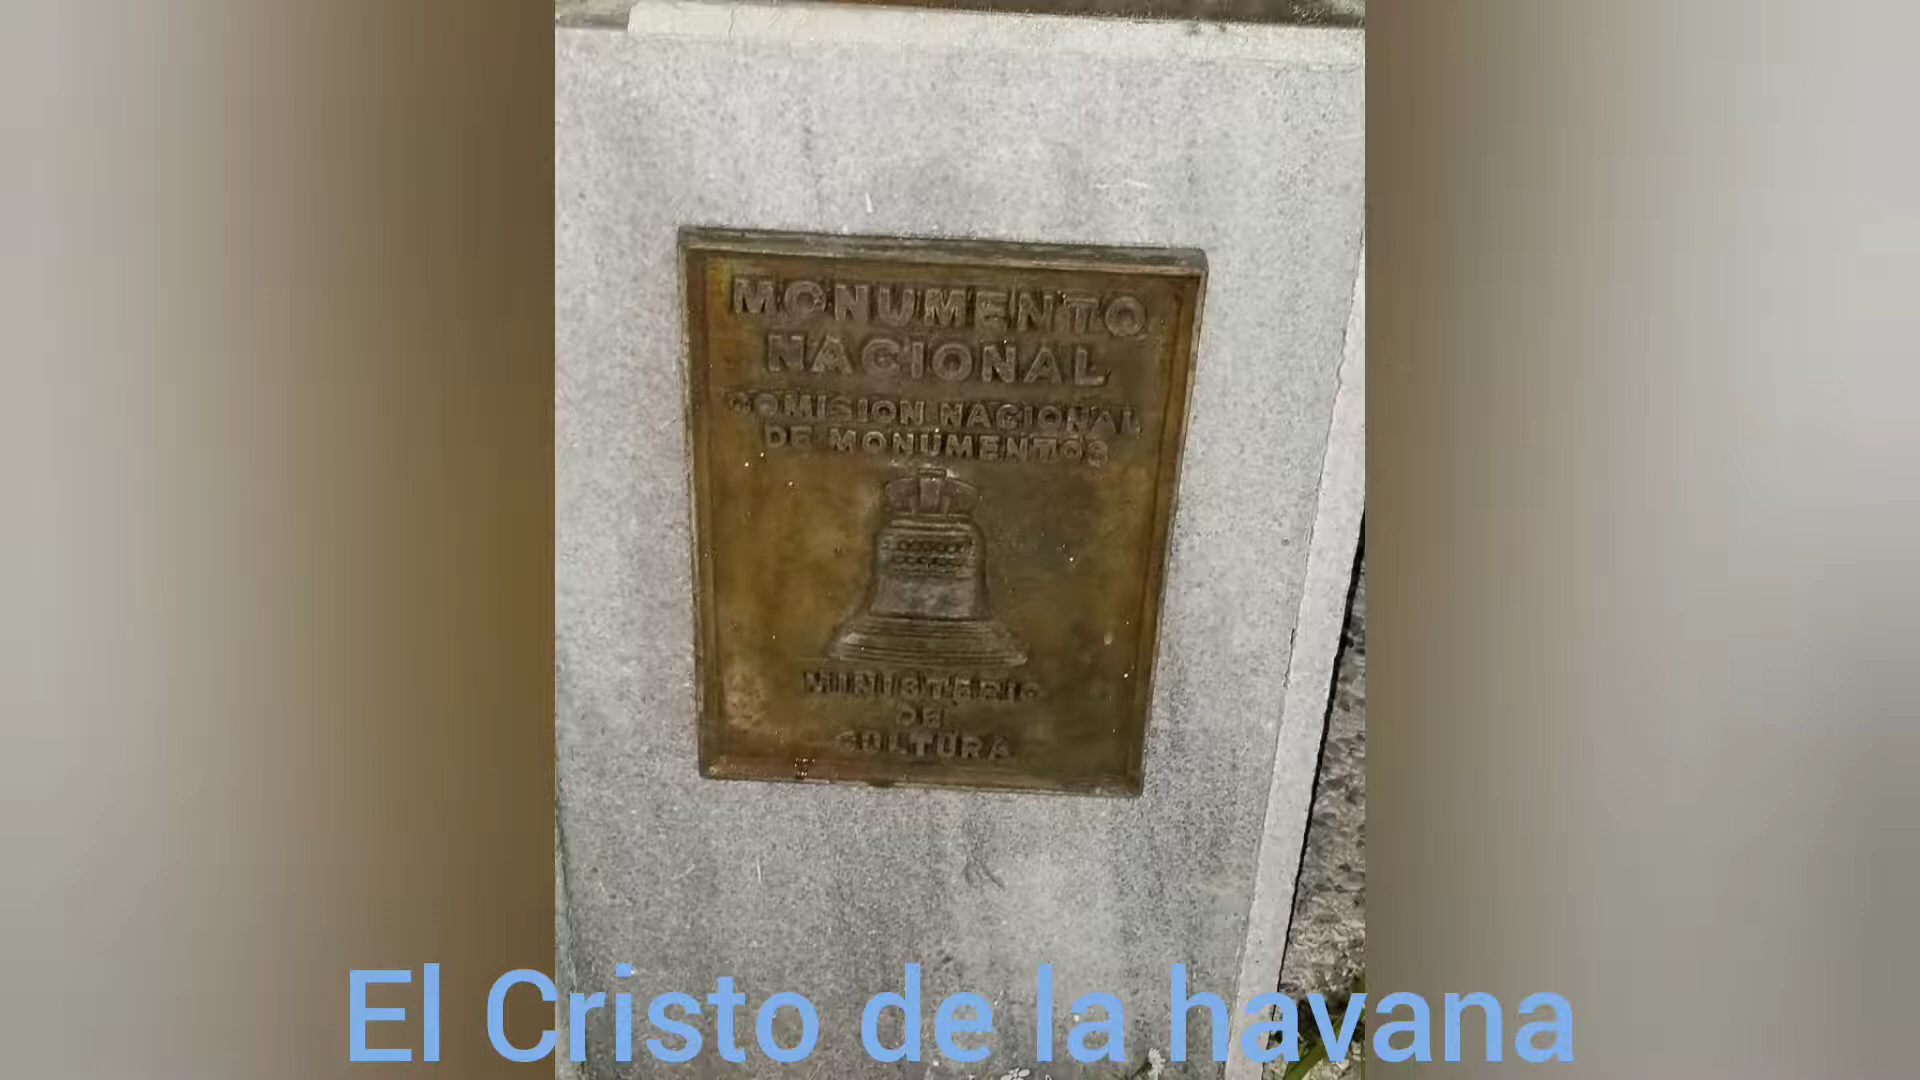 MONUMENTO
NACIONAL
COMISION NACIONAL
DE MONUMENTOS
MINISTERIO
DE
CULTURA
El Cristo de la havana